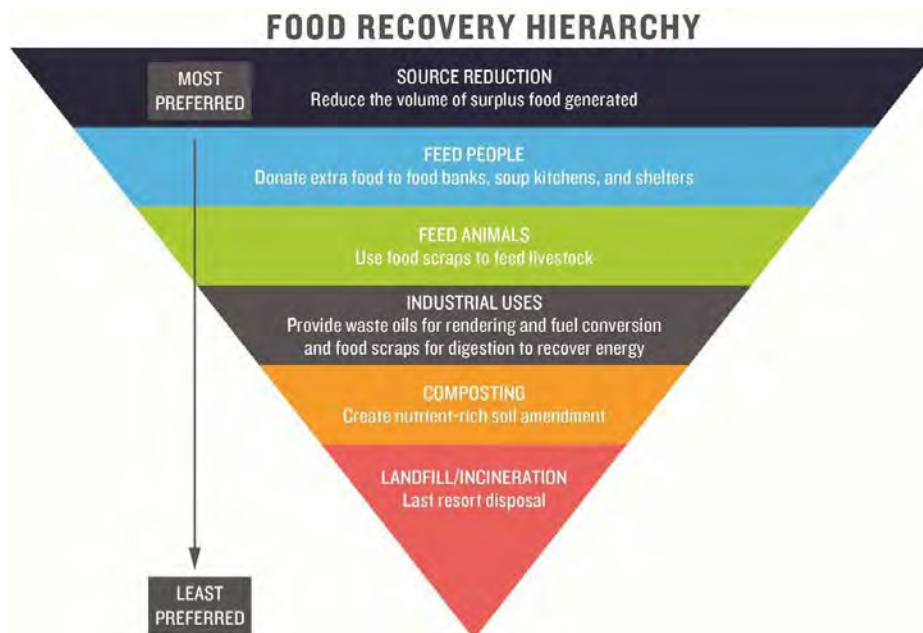 FOOD RECOVERY HIERARCHY
MOST
PREFERRED
SOURCE REDUCTION
Reduce the volume of surplus food generated
FEED PEOPLE
Donate extra food to food banks, soup kitchens, and shelters
FEED ANIMALS
Use food scraps to feed livestock
INDUSTRIAL USES
Provide waste oils for rendering and fuel conversion
and food scraps for digestion to recover energy
COMPOSTING
Create nutrient-rich soil amendment
LANDFILL/INCINERATION
Last resort disposal
LEAST
PREFERRED